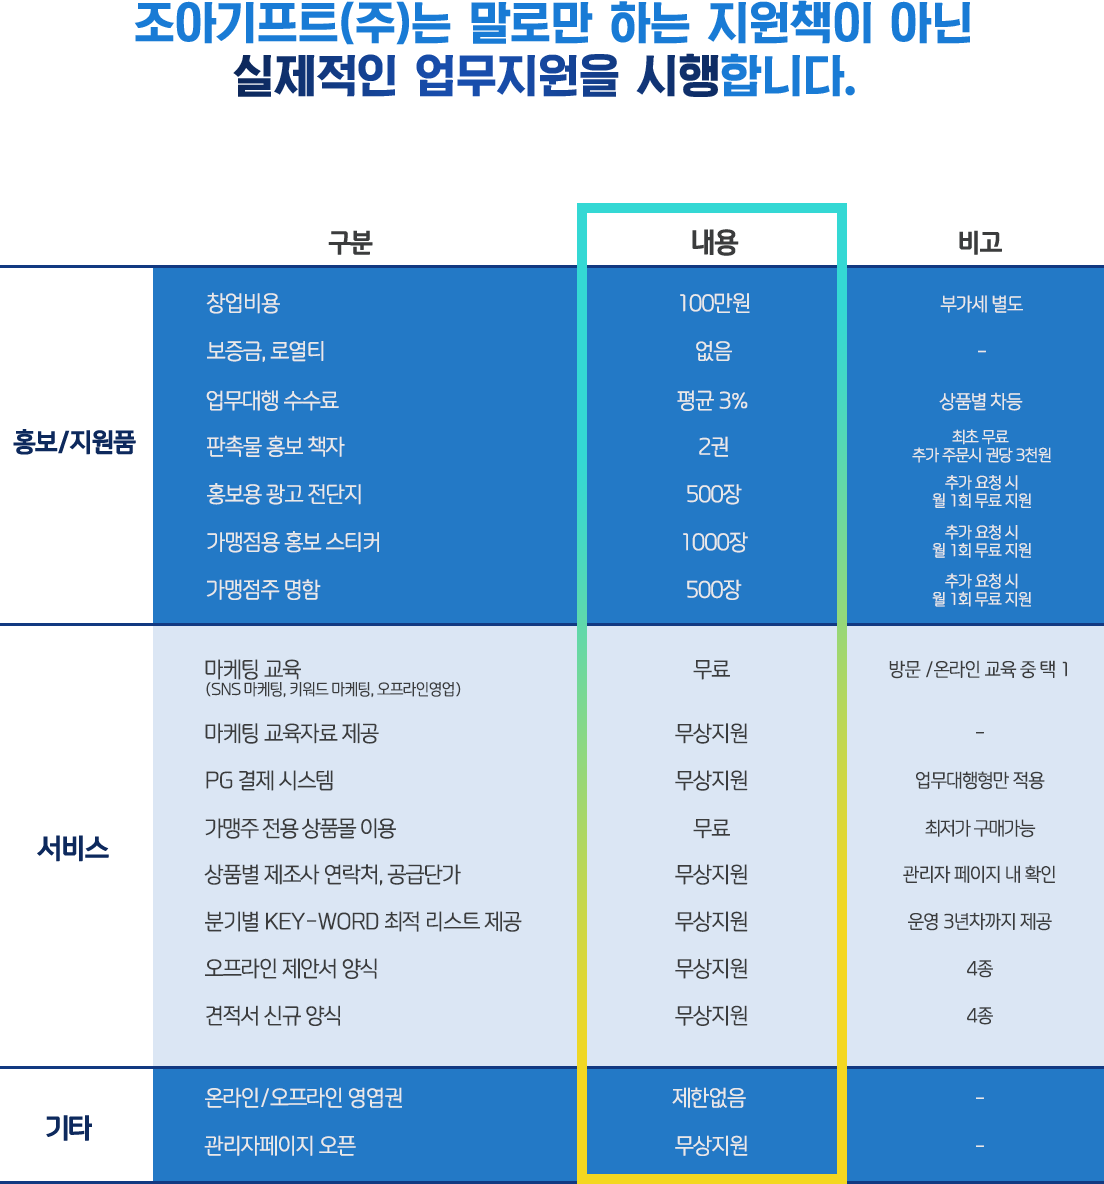 조아기프트(주)는 말로만 하는 지원책이 아닌
실제적인 업무지원을 시행합니다.
구분 내용 비고
홍보/지원품
창업비용 100만원 부가세 별도
보증금, 로열티 없음 -
업무대행 수수료 평균 3% 상품별 차등
판촉물 홍보 책자 2권 최초 무료
추가 주문시 권당 3천원
홍보용 광고 전단지 500장 추가 요청 시
월 1회 무료 지원
가맹점용 홍보 스티커 1000장 추가 요청 시
월 1회 무료 지원
가맹점주 명함 500장 추가 요청 시
월 1회 무료 지원
서비스
마케팅 교육 무료 방문 /온라인 교육 중 택 1
(SNS 마케팅, 키워드 마케팅, 오프라인영업)
마케팅 교육자료 제공 무상지원 -
PG 결제 시스템 무상지원 업무대행형만 적용
가맹주 전용 상품몰 이용 무료 최저가 구매가능
상품별 제조사 연락처, 공급단가 무상지원 관리자 페이지 내 확인
분기별 KEY-WORD 최적 리스트 제공 무상지원 운영 3년차까지 제공
오프라인 제안서 양식 무상지원 4종
견적서 신규 양식 무상지원 4종
기타
온라인/오프라인 영엽권 제한없음 -
관리자페이지 오픈 무상지원 -